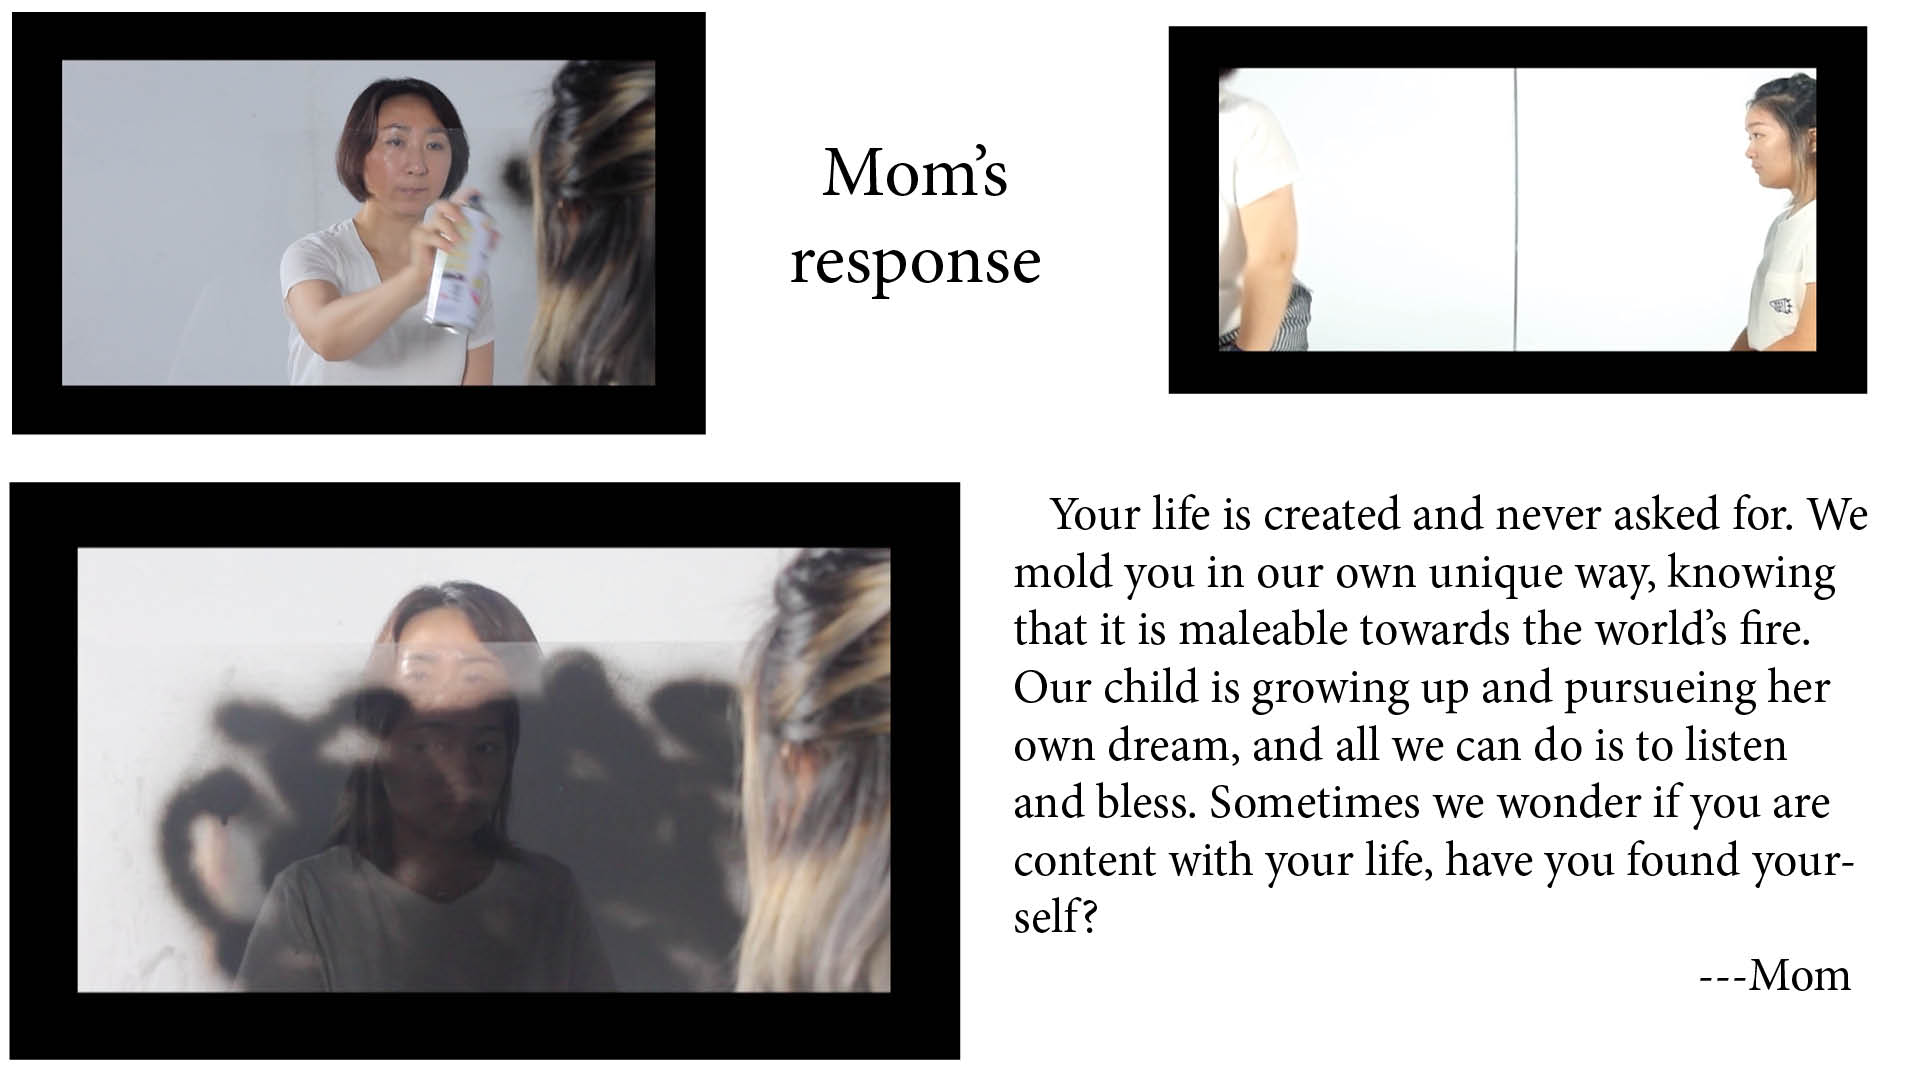 Mom’s
response
Your life is created and never asked for. We
mold you in our own unique way, knowing
that it is maleable towards the world’s fire.
Our child is growing up and pursueing her
own dream, and all we can do is to listen
and bless. Sometimes we wonder if you are
content with your life, have you found your-
self?
---Mom